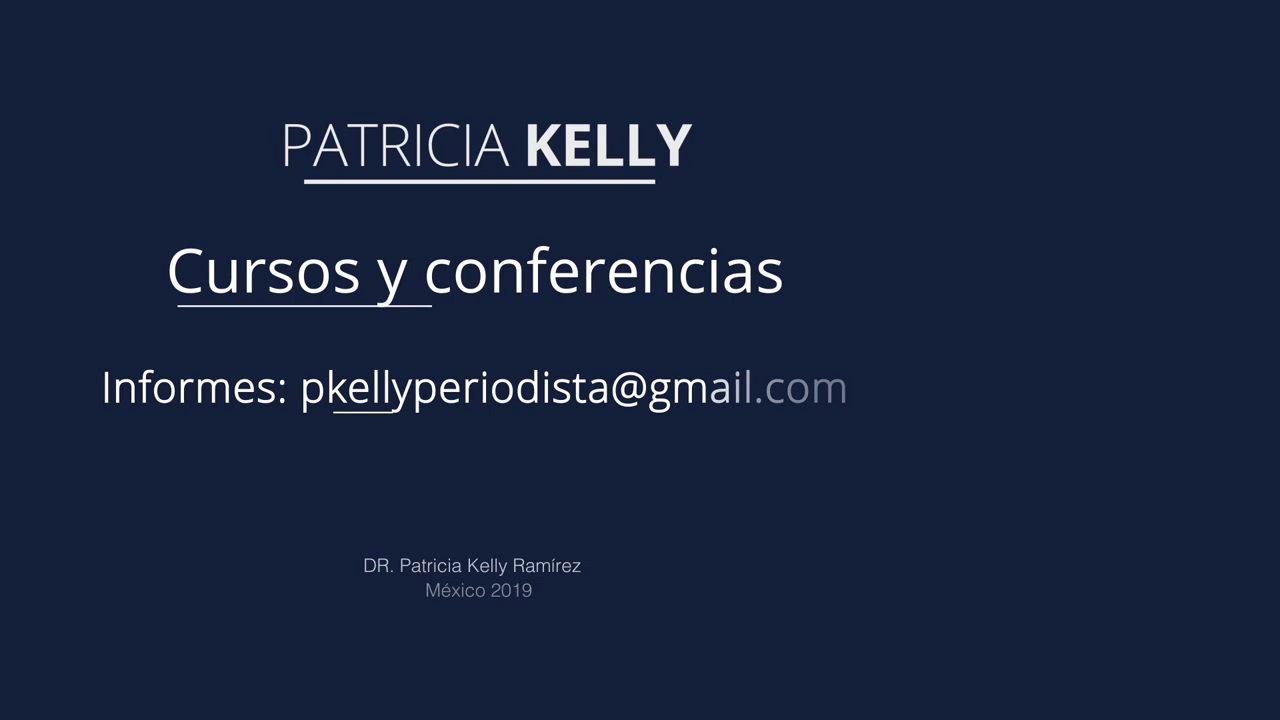 PATRICIA KELLY
Cursos y conferencias
Informes: pkellyperiodista@gmail.com
DR. Patricia Kelly Ramírez
México 2019